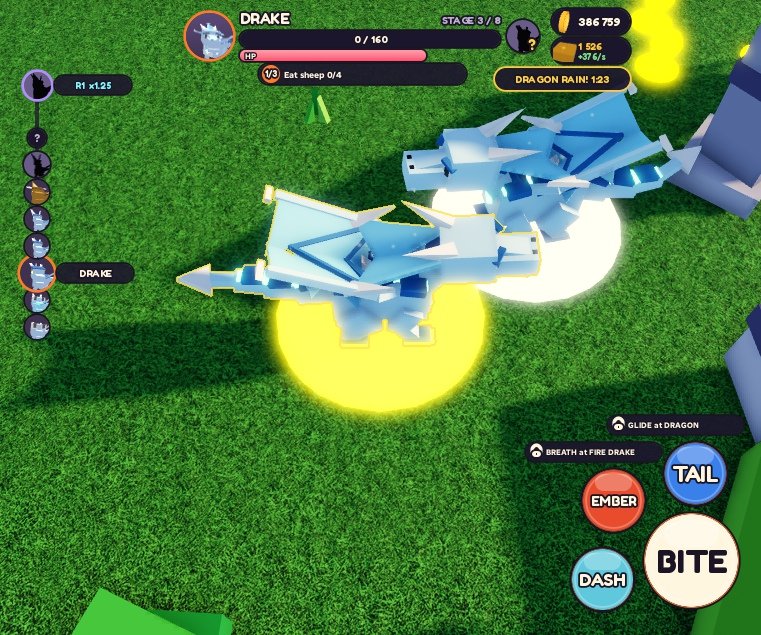 DRAKE
STAGE 3 / 8
0 / 160
HP
1/3 Eat sheep 0/4
?
386 759
1 526
+376/s
DRAGON RAIN! 1:23
R1 x1.25
?
DRAKE
GLIDE at DRAGON
BREATH at FIRE DRAKE
TAIL
EMBER
BITE
DASH